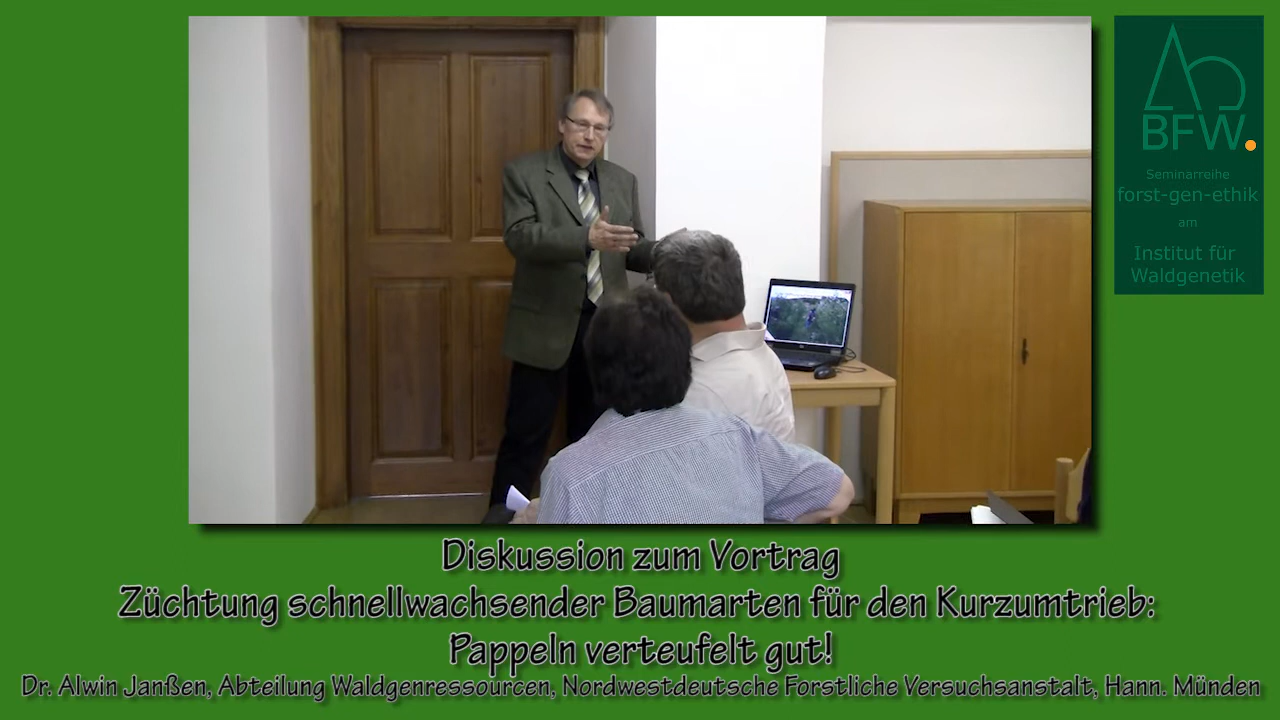 BFW.
Seminarreihe
forst-gen-ethik
am
Institut für
Waldgenetik
Diskussion zum Vortrag
Züchtung schnellwachsender Baumarten für den Kurzumtrieb:
Pappeln verteufelt gut!
Dr. Alwin Janßen, Abteilung Waldgenressourcen, Nordwestdeutsche Forstliche Versuchsanstalt, Hann. Münden